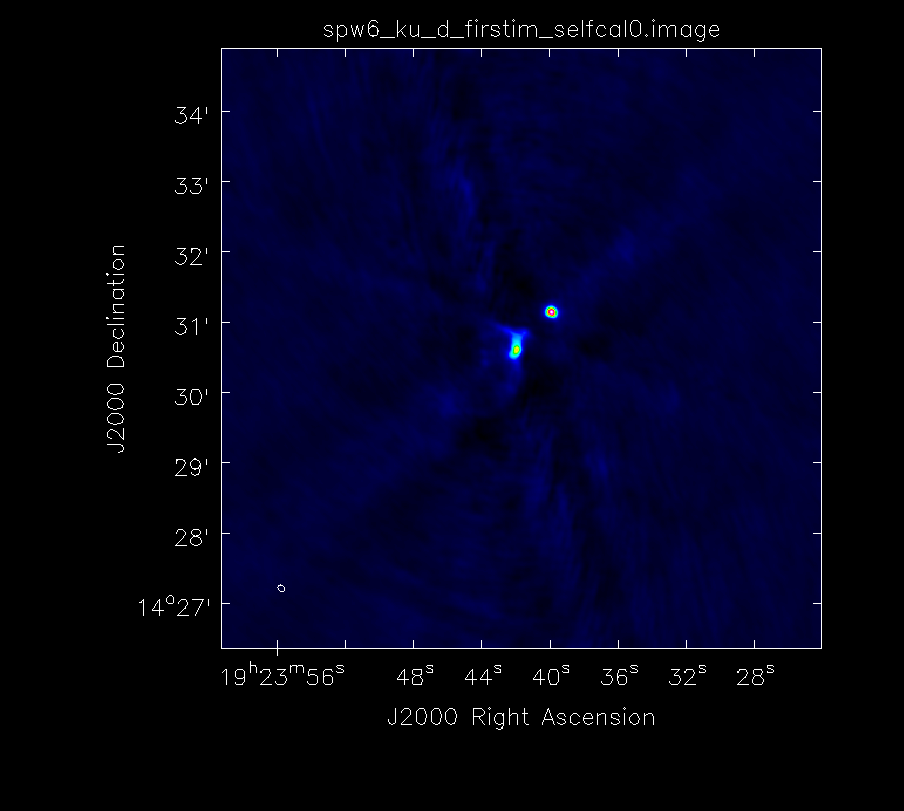 spw6_ku_d_firstim_selfcal0.image
34'
33'
32'
31'
30'
29'
28'
14°27'
J2000 Declination
19ʰ23ᵐ56ˢ 48ˢ 44ˢ 40ˢ 36ˢ 32ˢ 28ˢ
J2000 Right Ascension